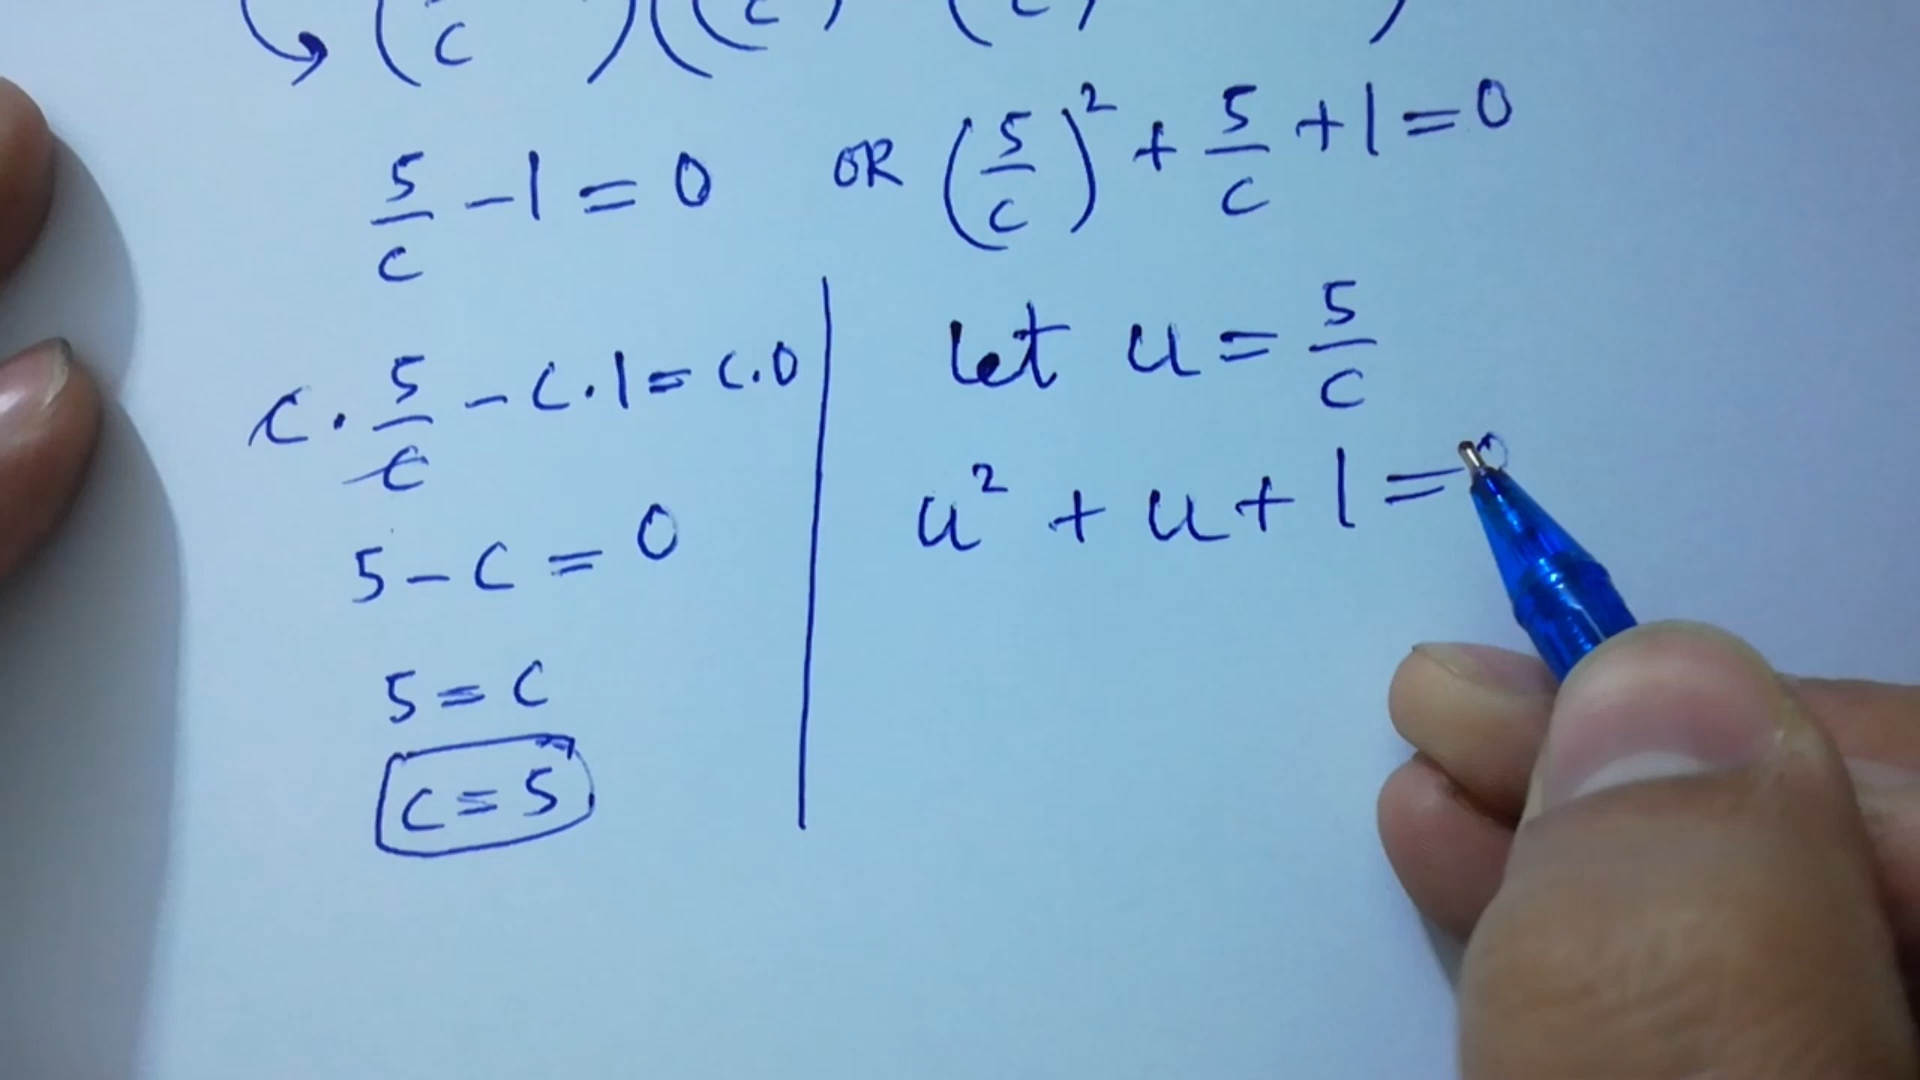 5/c - 1 = 0 OR (5/c)² + 5/c + 1 = 0
c · 5/c - c · 1 = c . 0
5 - c = 0
5 = c
c = 5
let u = 5/c
u² + u + 1 =